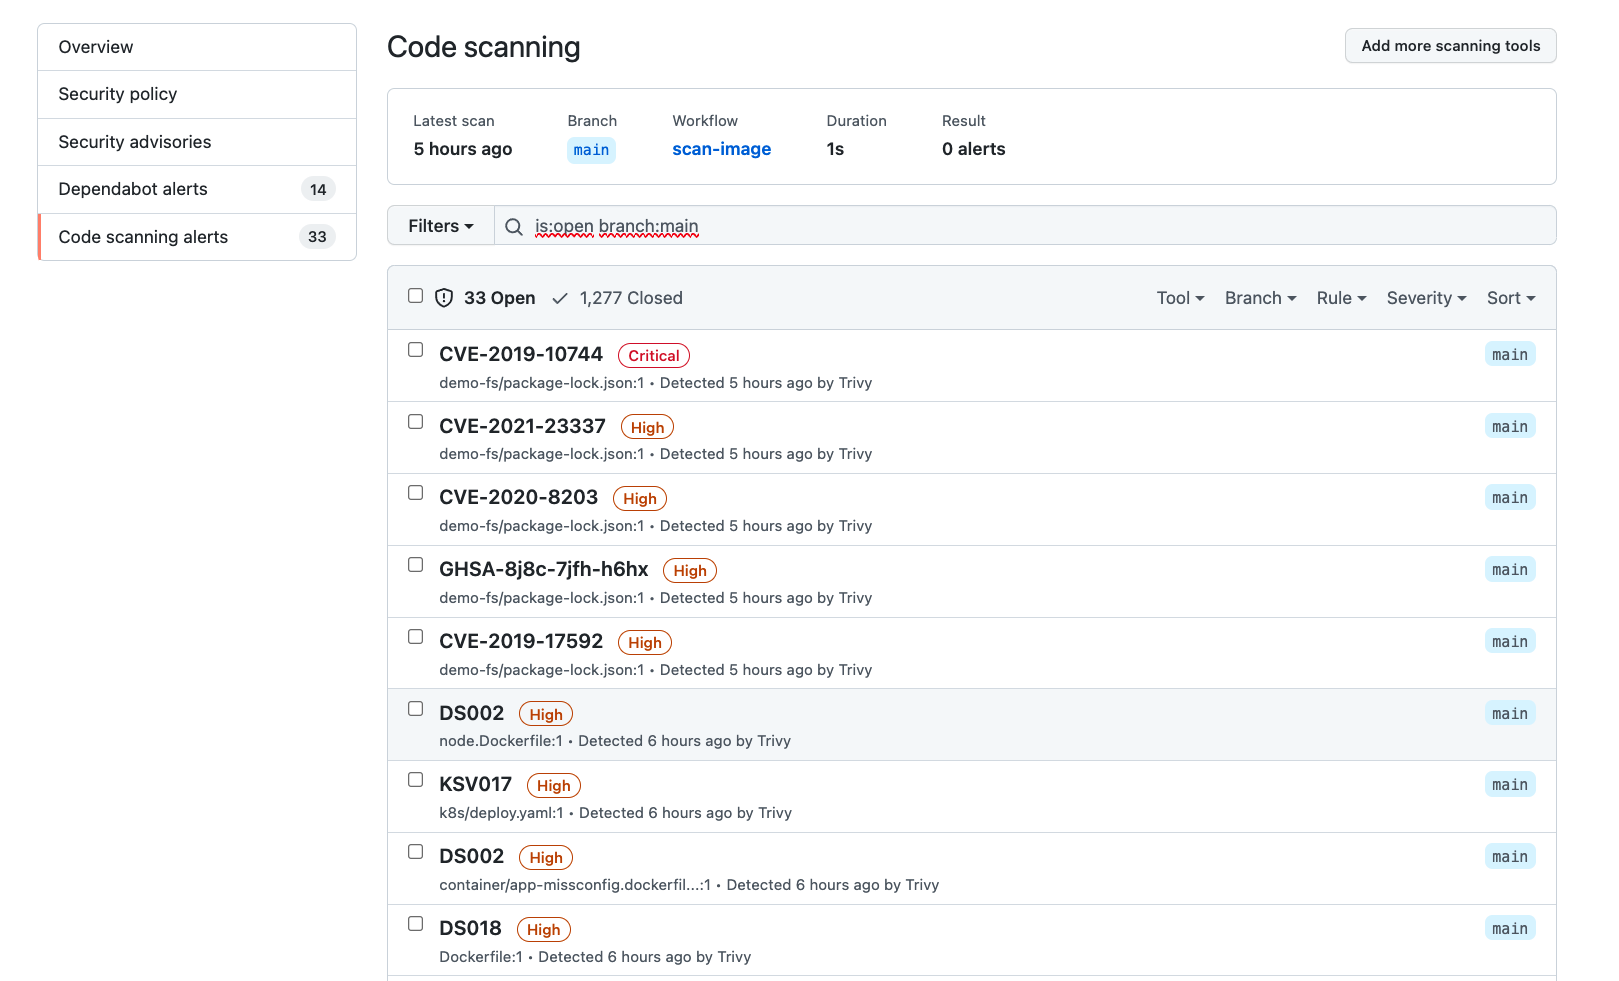 Overview
Security policy
Security advisories
Dependabot alerts 14
Code scanning alerts 33
Code scanning
Add more scanning tools
Latest scan Branch Workflow Duration Result
5 hours ago main scan-image 1s 0 alerts
Filters is:open branch:main
33 Open 1,277 Closed Tool Branch Rule Severity Sort
CVE-2019-10744 Critical main
demo-fs/package-lock.json:1 • Detected 5 hours ago by Trivy
CVE-2021-23337 High main
demo-fs/package-lock.json:1 • Detected 5 hours ago by Trivy
CVE-2020-8203 High main
demo-fs/package-lock.json:1 • Detected 5 hours ago by Trivy
GHSA-8j8c-7jfh-h6hx High main
demo-fs/package-lock.json:1 • Detected 5 hours ago by Trivy
CVE-2019-17592 High main
demo-fs/package-lock.json:1 • Detected 5 hours ago by Trivy
DS002 High main
node.Dockerfile:1 • Detected 6 hours ago by Trivy
KSV017 High main
k8s/deploy.yaml:1 • Detected 6 hours ago by Trivy
DS002 High main
container/app-missconfig.dockerfil...:1 • Detected 6 hours ago by Trivy
DS018 High main
Dockerfile:1 • Detected 6 hours ago by Trivy